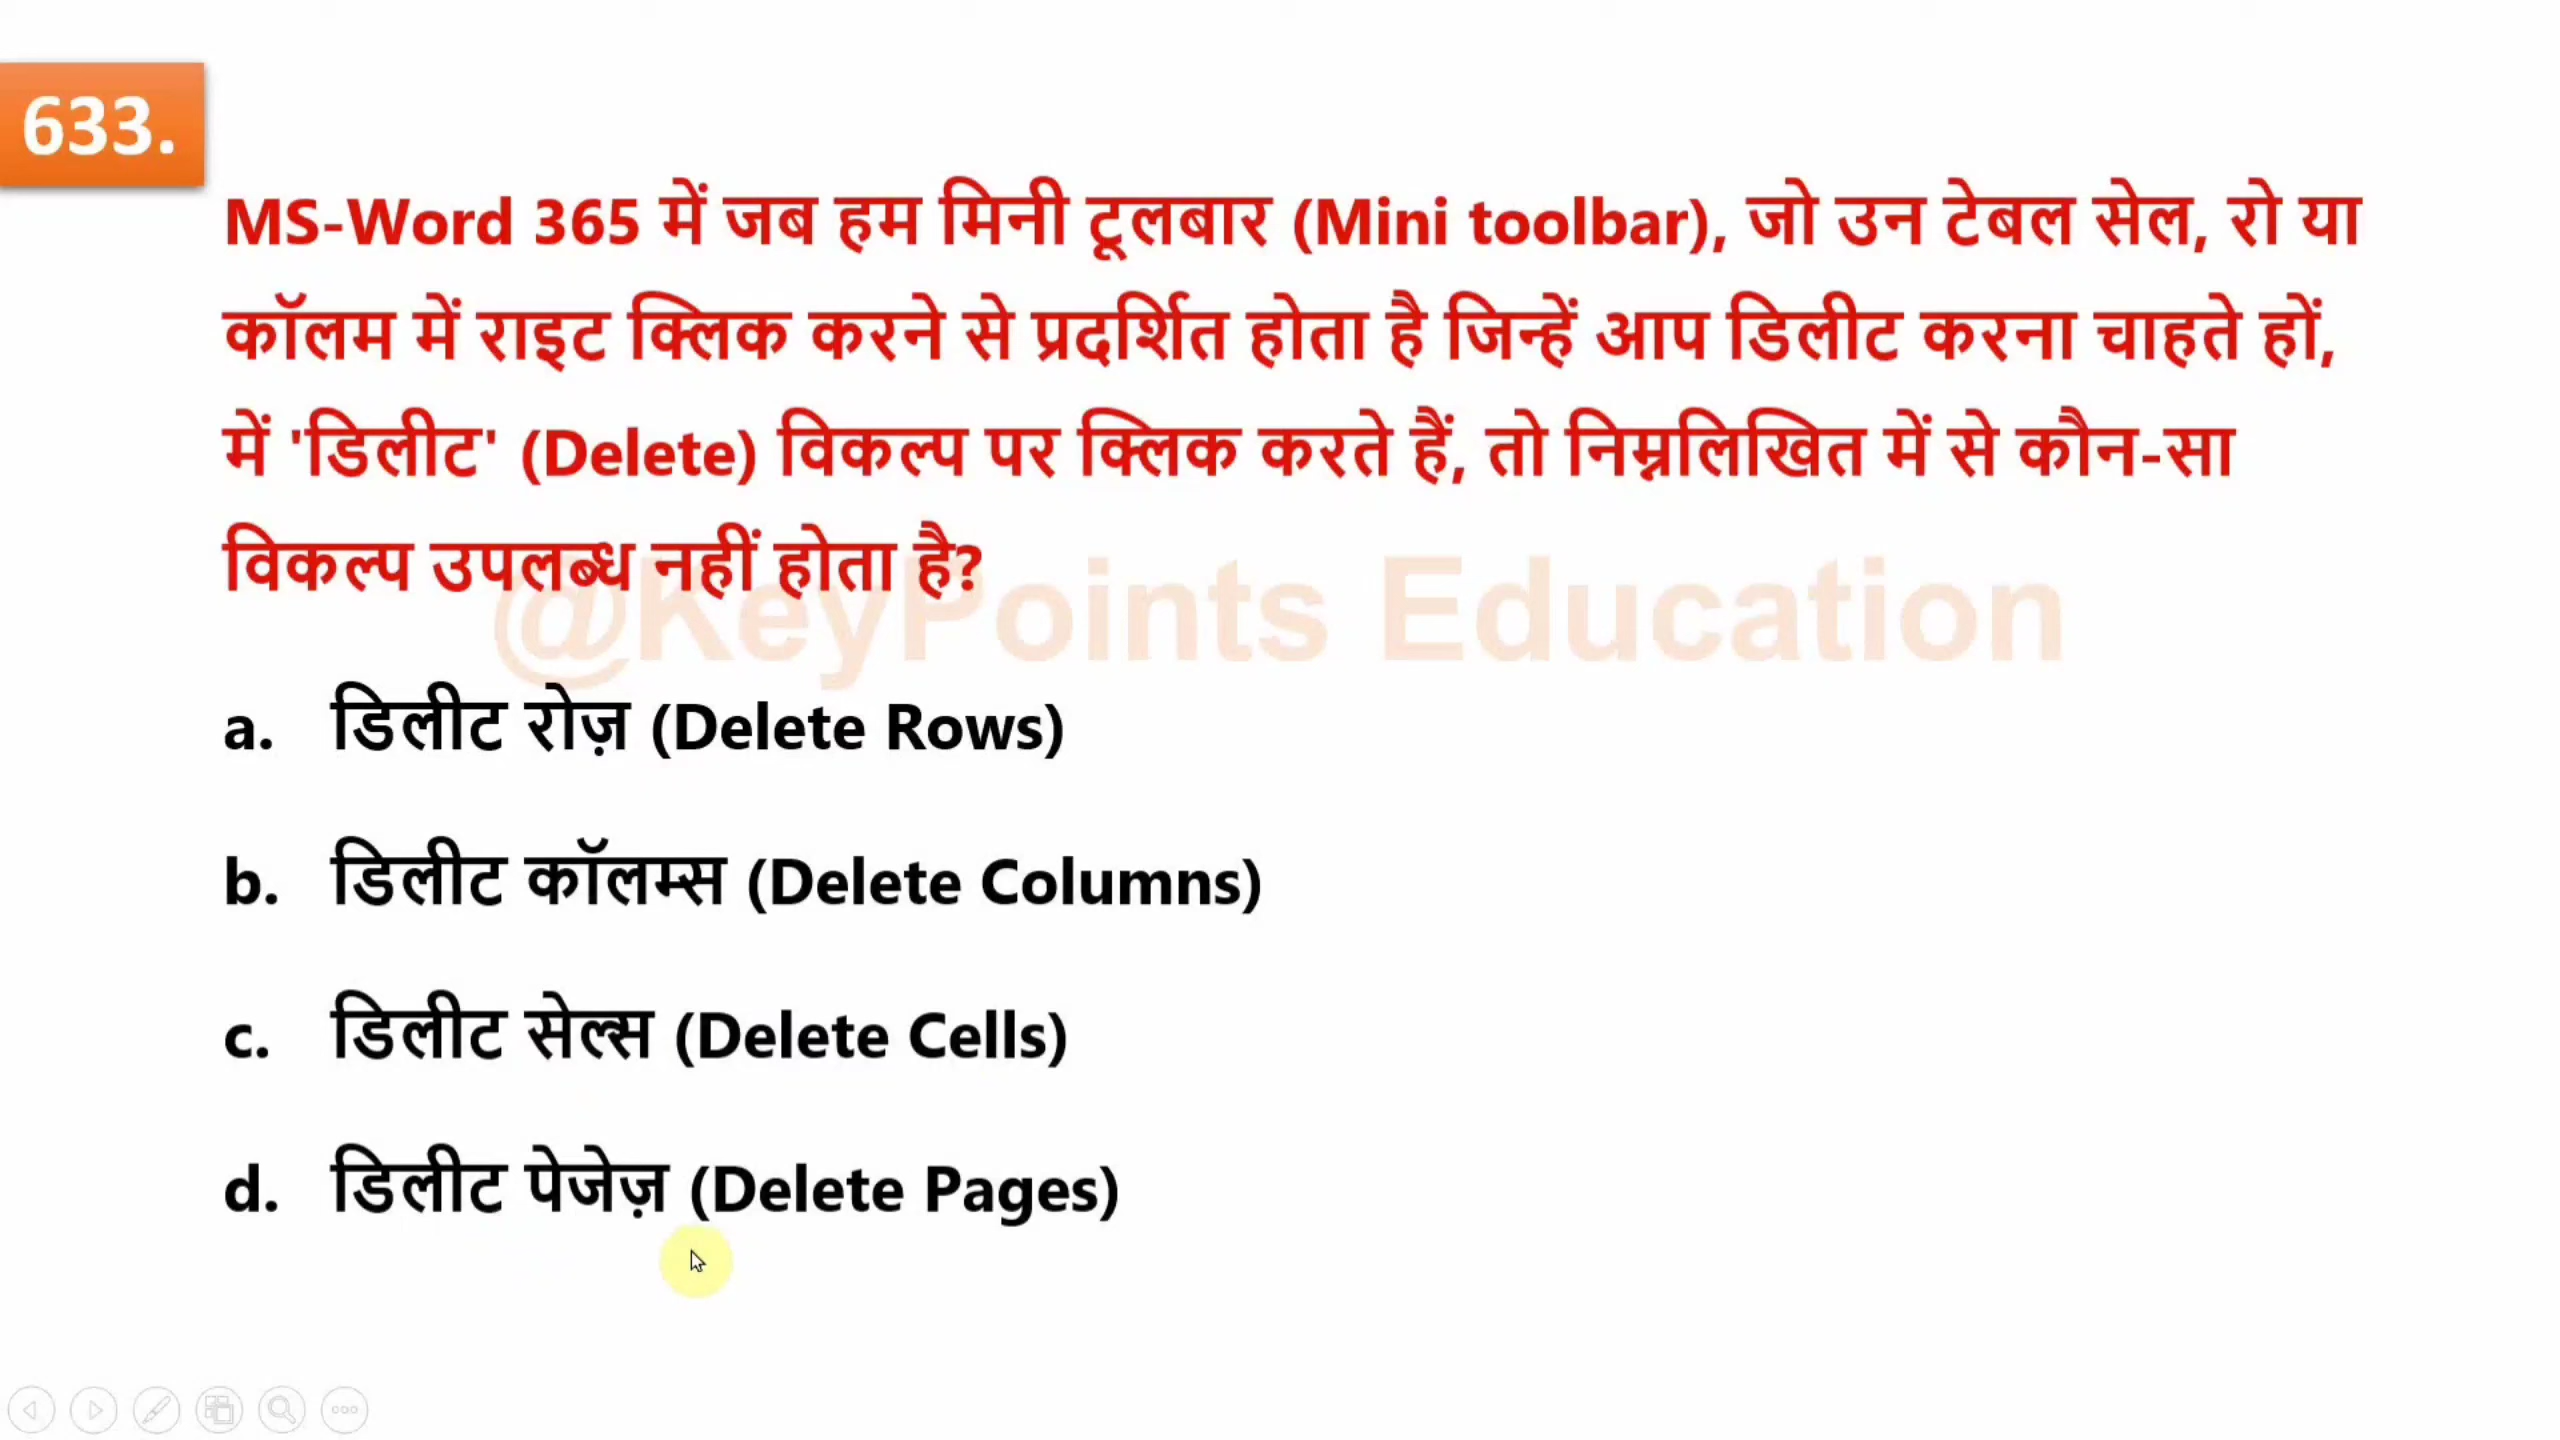 633.
MS-Word 365 में जब हम मिनी टूलबार (Mini toolbar), जो उन टेबल सेल, रो या
कॉलम में राइट क्लिक करने से प्रदर्शित होता है जिन्हें आप डिलीट करना चाहते हों,
में 'डिलीट' (Delete) विकल्प पर क्लिक करते हैं, तो निम्नलिखित में से कौन-सा
विकल्प उपलब्ध नहीं होता है?
@KeyPoints Education
a. डिलीट रोज़ (Delete Rows)
b. डिलीट कॉलम्स (Delete Columns)
c. डिलीट सेल्स (Delete Cells)
d. डिलीट पेजेज़ (Delete Pages)